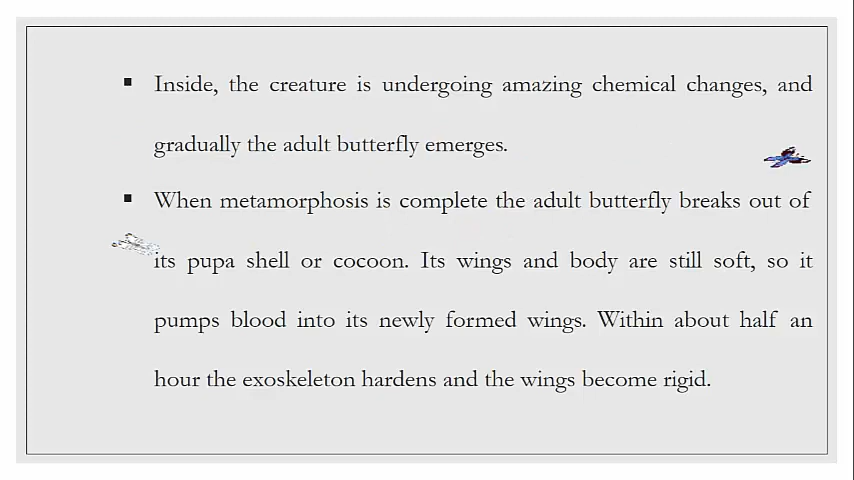 ▪ Inside, the creature is undergoing amazing chemical changes, and
gradually the adult butterfly emerges.
▪ When metamorphosis is complete the adult butterfly breaks out of
its pupa shell or cocoon. Its wings and body are still soft, so it
pumps blood into its newly formed wings. Within about half an
hour the exoskeleton hardens and the wings become rigid.